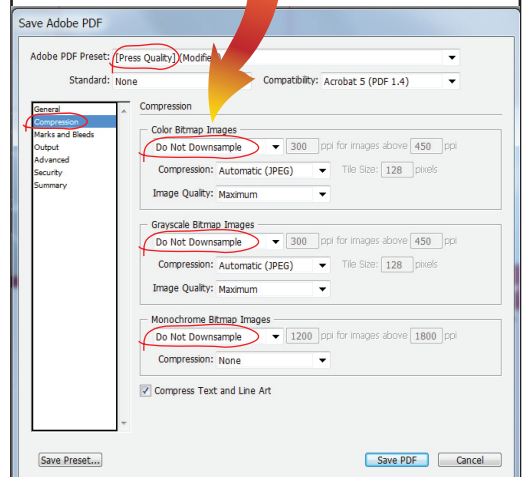 Save Adobe PDF
Adobe PDF Preset: [Press Quality] (Modifie
Standard: None Compatibility: Acrobat 5 (PDF 1.4)
General
Compression
Marks and Bleeds
Output
Advanced
Security
Summary
Compression
Color Bitmap Images
Do Not Downsample 300 ppi for images above 450 ppi
Compression: Automatic (JPEG) Tile Size: 128 pixels
Image Quality: Maximum
Grayscale Bitmap Images
Do Not Downsample 300 ppi for images above 450 ppi
Compression: Automatic (JPEG) Tile Size: 128 pixels
Image Quality: Maximum
Monochrome Bitmap Images
Do Not Downsample 1200 ppi for images above 1800 ppi
Compression: None
Compress Text and Line Art
Save Preset... Save PDF Cancel